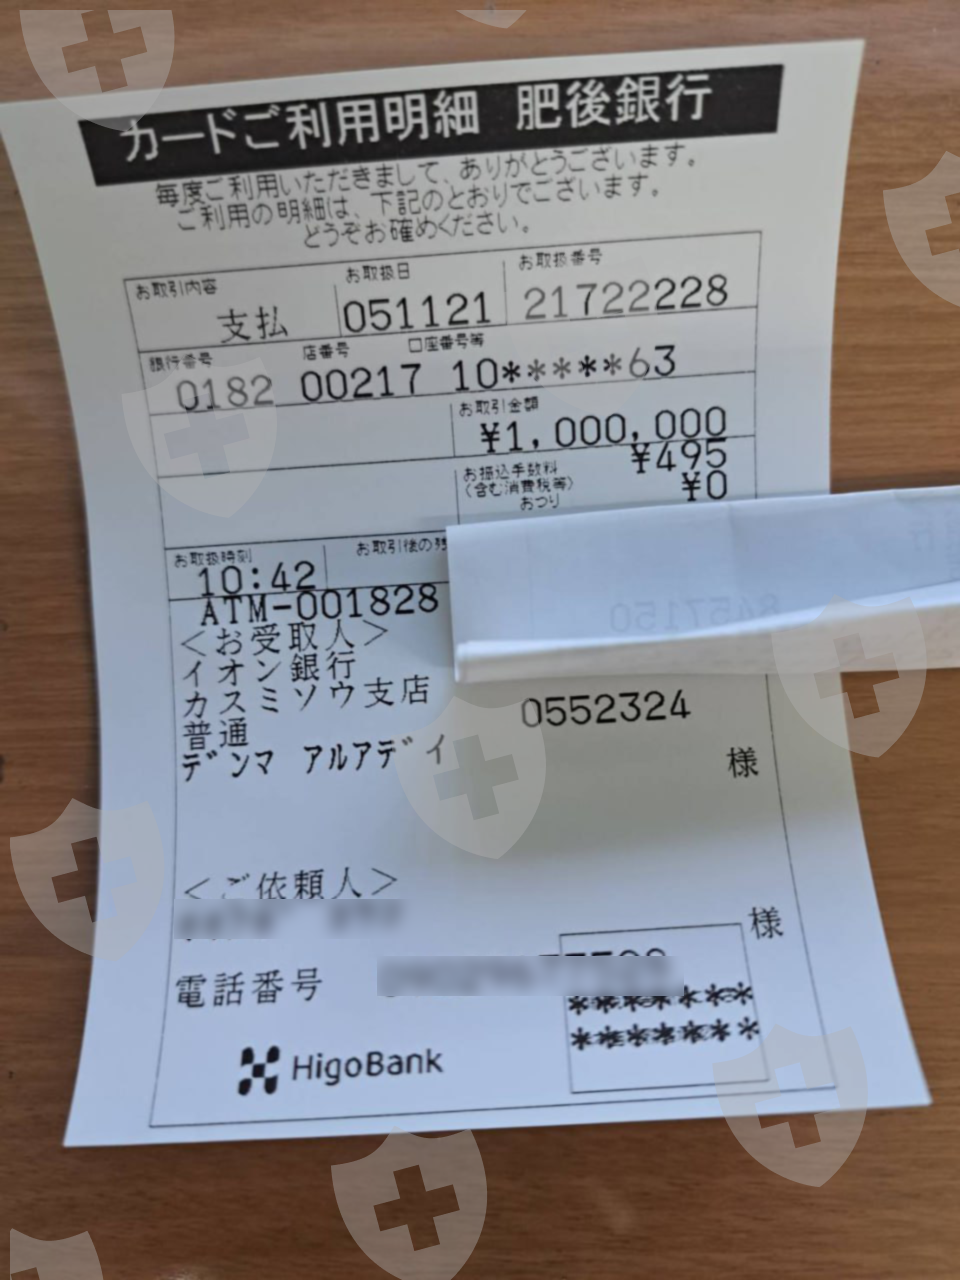 カードご利用明細 肥後銀行
毎度ご利用いただきまして、ありがとうございます。
ご利用の明細は、下記のとおりでございます。
どうぞお確めください。
お取引内容 お取扱日 お取扱番号
支払 051121 21722228
銀行番号 店番号 口座番号等
0182 00217 10*****63
お取引金額
¥1,000,000
お振込手数料 ¥495
(含む消費税等)
おつり ¥0
お取扱時刻 お取引後の残
10:42
ATM-001828
8457150
<お受取人>
イオン銀行
カスミソウ支店
普通 0552324
デンマ アルアデイ 様
<ご依頼人>
様
電話番号
*******
*******
HigoBank